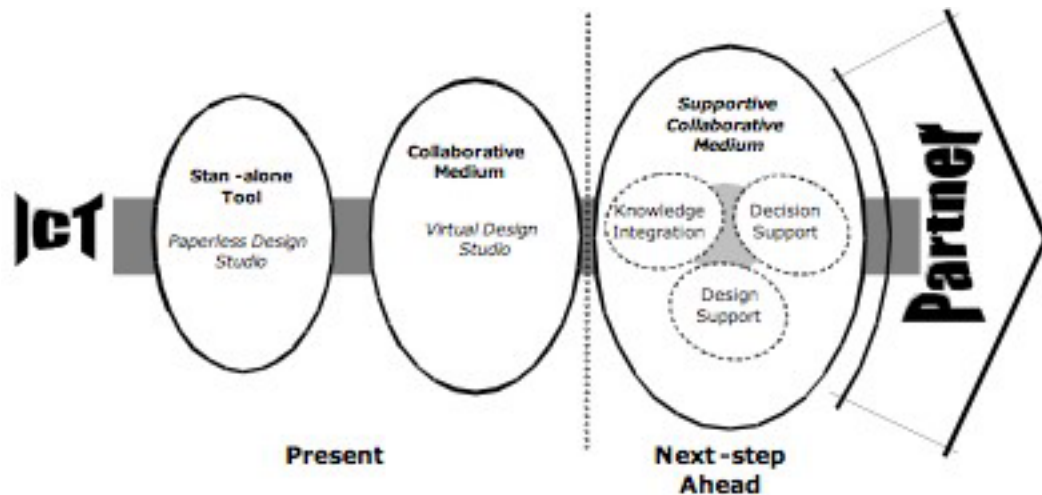 ICT
Stan -alone
Tool
Paperless Design
Studio
Collaborative
Medium
Virtual Design
Studio
Supportive
Collaborative
Medium
Knowledge
Integration
Decision
Support
Design
Support
Partner
Present
Next -step
Ahead